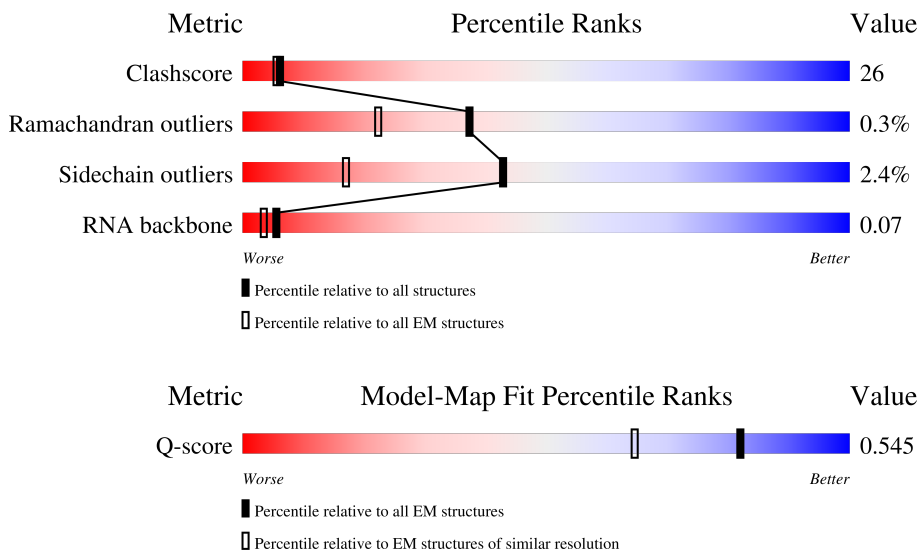 Metric Percentile Ranks Value
Clashscore 26
Ramachandran outliers 0.3%
Sidechain outliers 2.4%
RNA backbone 0.07
Worse Better
Percentile relative to all structures
Percentile relative to all EM structures
Metric Model-Map Fit Percentile Ranks Value
Q-score 0.545
Worse Better
Percentile relative to all EM structures
Percentile relative to EM structures of similar resolution